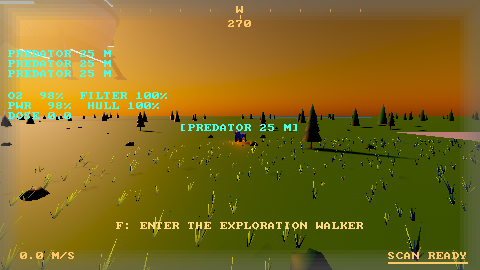 W
270
PREDATOR 25 M
PREDATOR 25 M
PREDATOR 25 M
O2 98% FILTER 100%
PWR 98% HULL 100%
DOSE 0.0
[PREDATOR 25 M]
F: ENTER THE EXPLORATION WALKER
0.0 M/S
SCAN READY